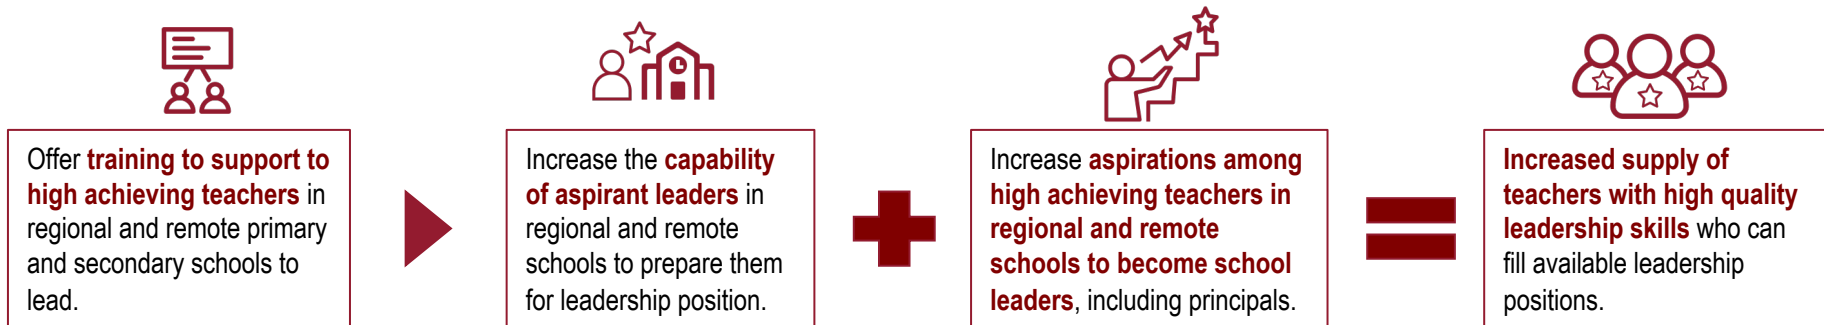 Offer training to support to
high achieving teachers in
regional and remote primary
and secondary schools to
lead.
Increase the capability
of aspirant leaders in
regional and remote
schools to prepare them
for leadership position.
Increase aspirations among
high achieving teachers in
regional and remote
schools to become school
leaders, including principals.
Increased supply of
teachers with high quality
leadership skills who can
fill available leadership
positions.